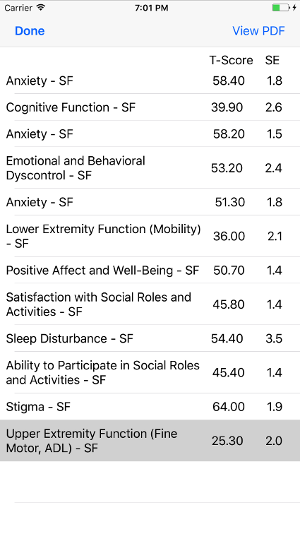 Carrier 7:01 PM
Done View PDF
T-Score SE
Anxiety - SF 58.40 1.8
Cognitive Function - SF 39.90 2.6
Anxiety - SF 58.20 1.5
Emotional and Behavioral
Dyscontrol - SF 53.20 2.4
Anxiety - SF 51.30 1.8
Lower Extremity Function (Mobility)
- SF 36.00 2.1
Positive Affect and Well-Being - SF 50.70 1.4
Satisfaction with Social Roles and
Activities - SF 45.80 1.4
Sleep Disturbance - SF 54.40 3.5
Ability to Participate in Social Roles
and Activities - SF 45.40 1.4
Stigma - SF 64.00 1.9
Upper Extremity Function (Fine
Motor, ADL) - SF 25.30 2.0